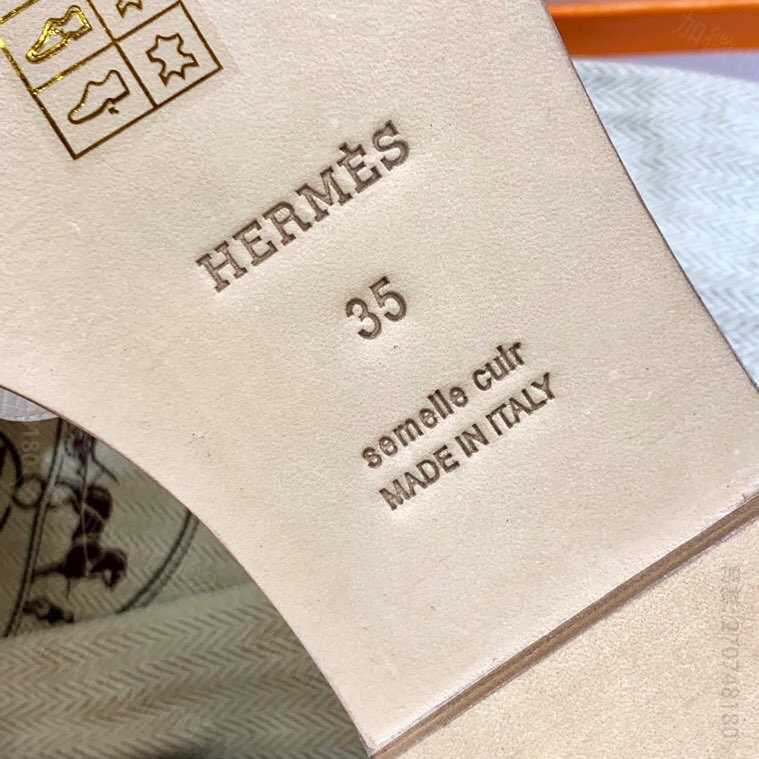 HERMÈS
35
semelle cuir
MADE IN ITALY